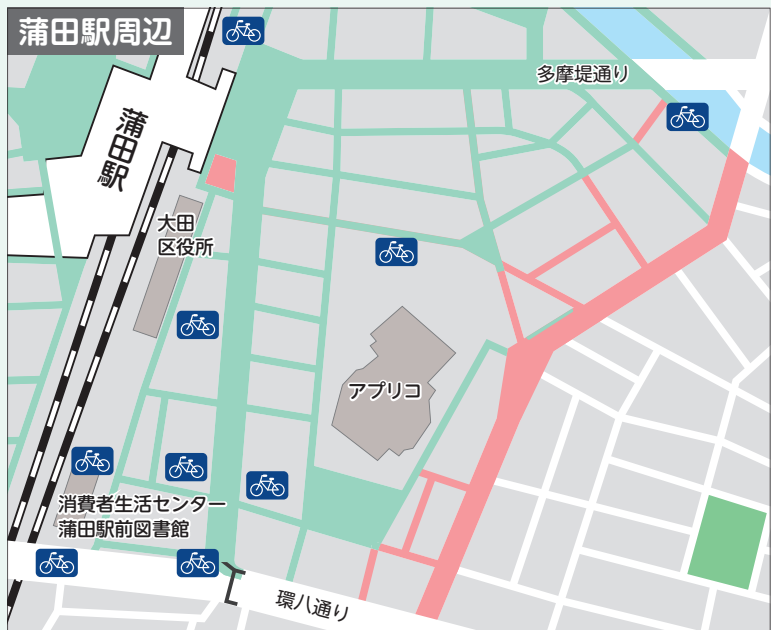 蒲田駅周辺
多摩堤通り
蒲田駅
大田
区役所
アプリコ
消費者生活センター
蒲田駅前図書館
環八通り